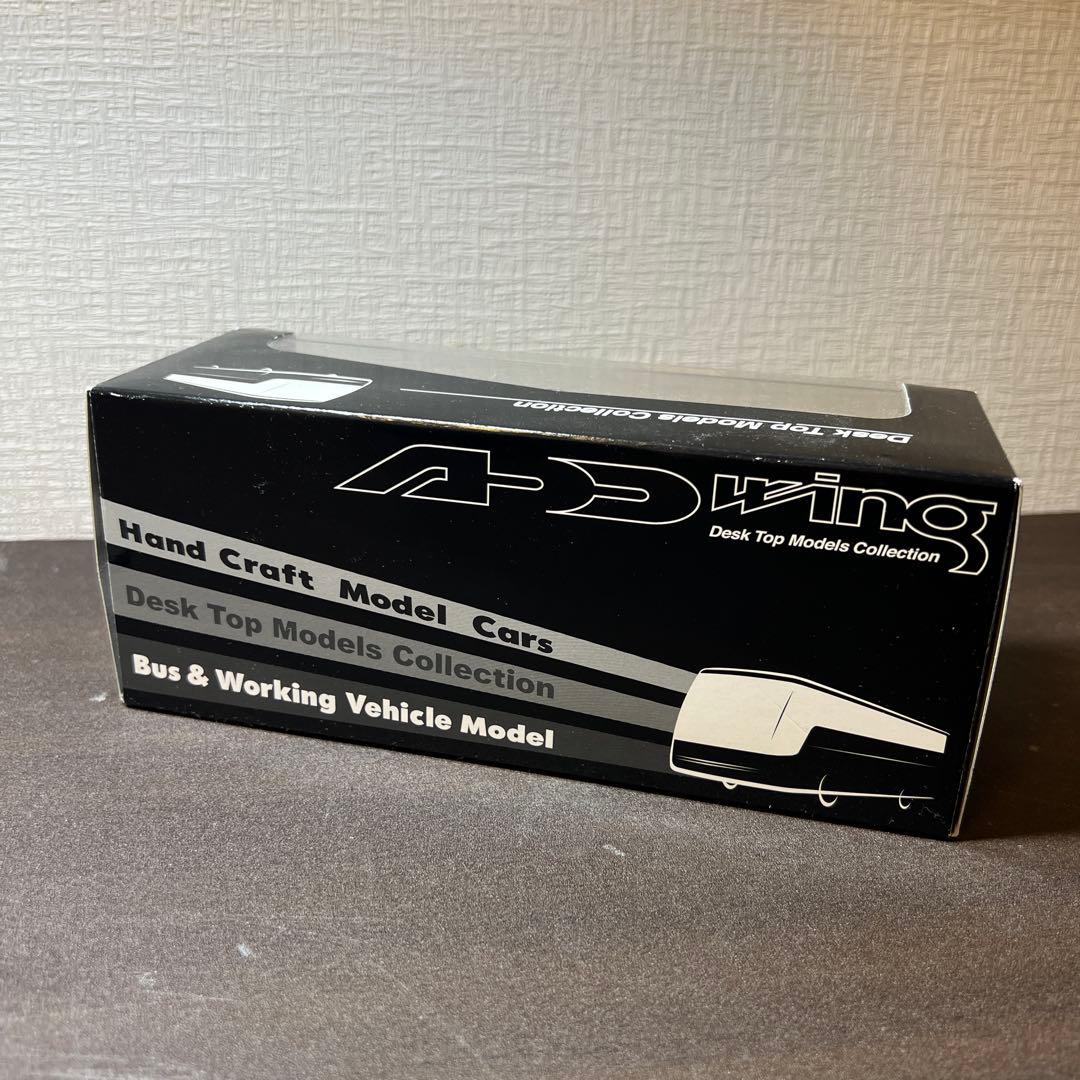 Desk Top Models Collection
ADD wing
Desk Top Models Collection
Hand Craft Model Cars
Desk Top Models Collection
Bus & Working Vehicle Model